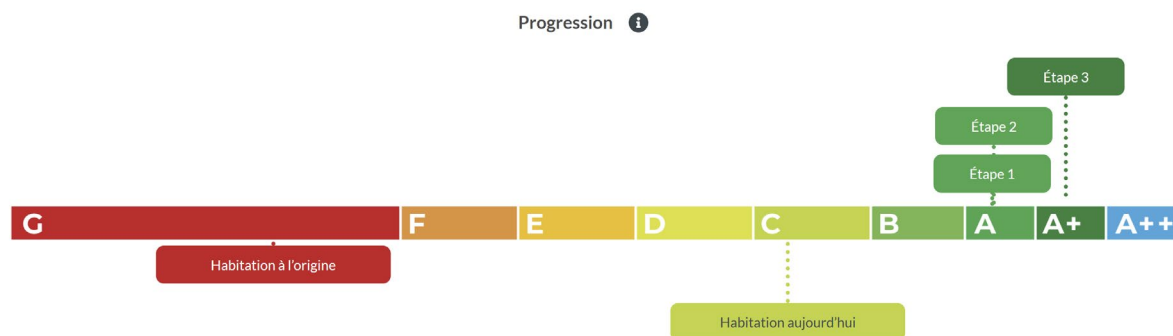 Progression
Étape 3
Étape 2
Étape 1
G F E D C B A A+ A++
Habitation à l'origine
Habitation aujourd'hui